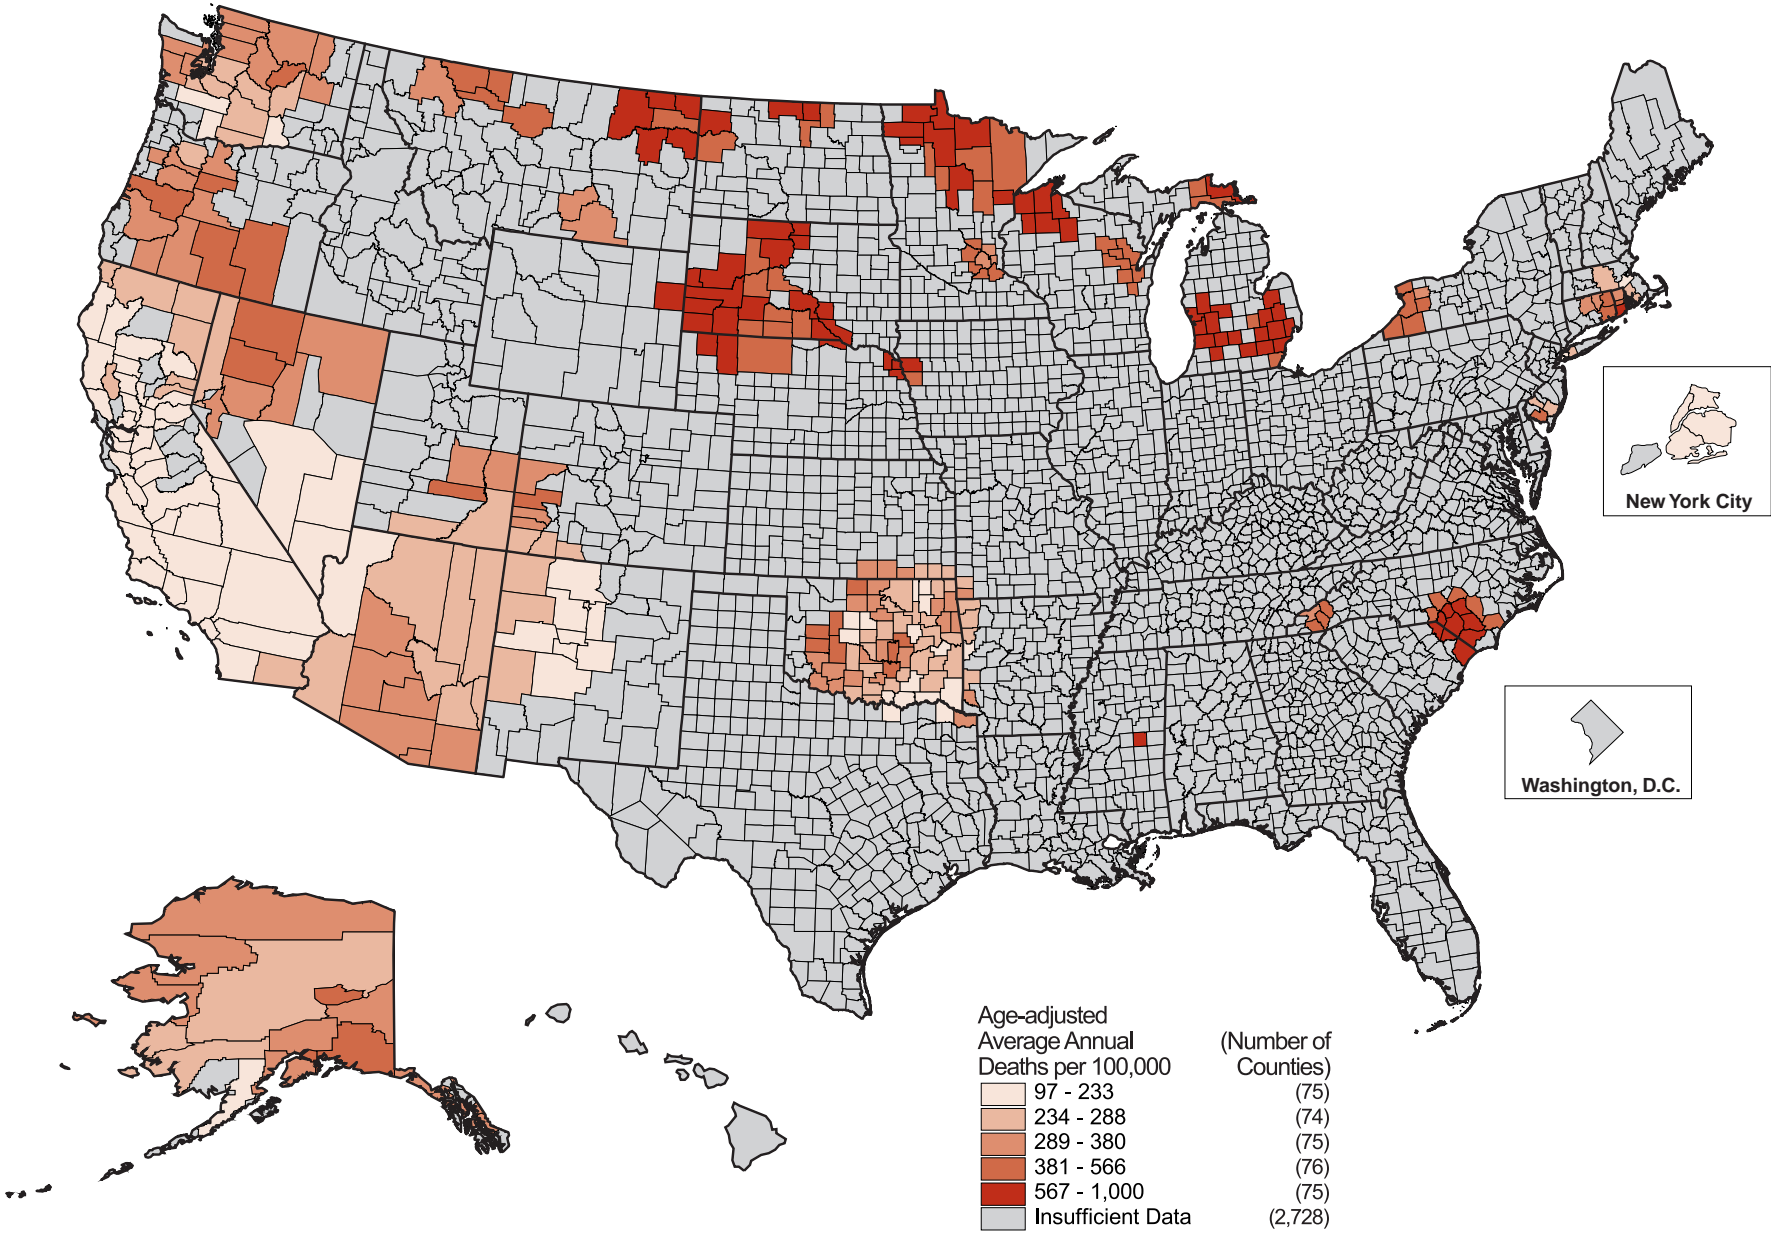 New York City
Washington, D.C.
Age-adjusted
Average Annual (Number of
Deaths per 100,000 Counties)
97 - 233 (75)
234 - 288 (74)
289 - 380 (75)
381 - 566 (76)
567 - 1,000 (75)
Insufficient Data (2,728)